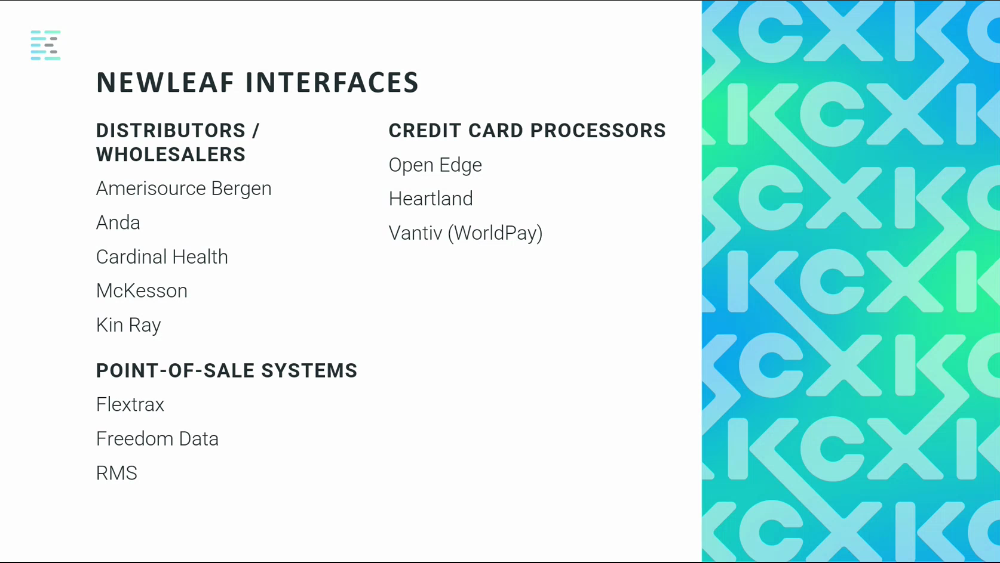 NEWLEAF INTERFACES
DISTRIBUTORS /
WHOLESALERS
Amerisource Bergen
Anda
Cardinal Health
McKesson
Kin Ray
POINT-OF-SALE SYSTEMS
Flextrax
Freedom Data
RMS
CREDIT CARD PROCESSORS
Open Edge
Heartland
Vantiv (WorldPay)